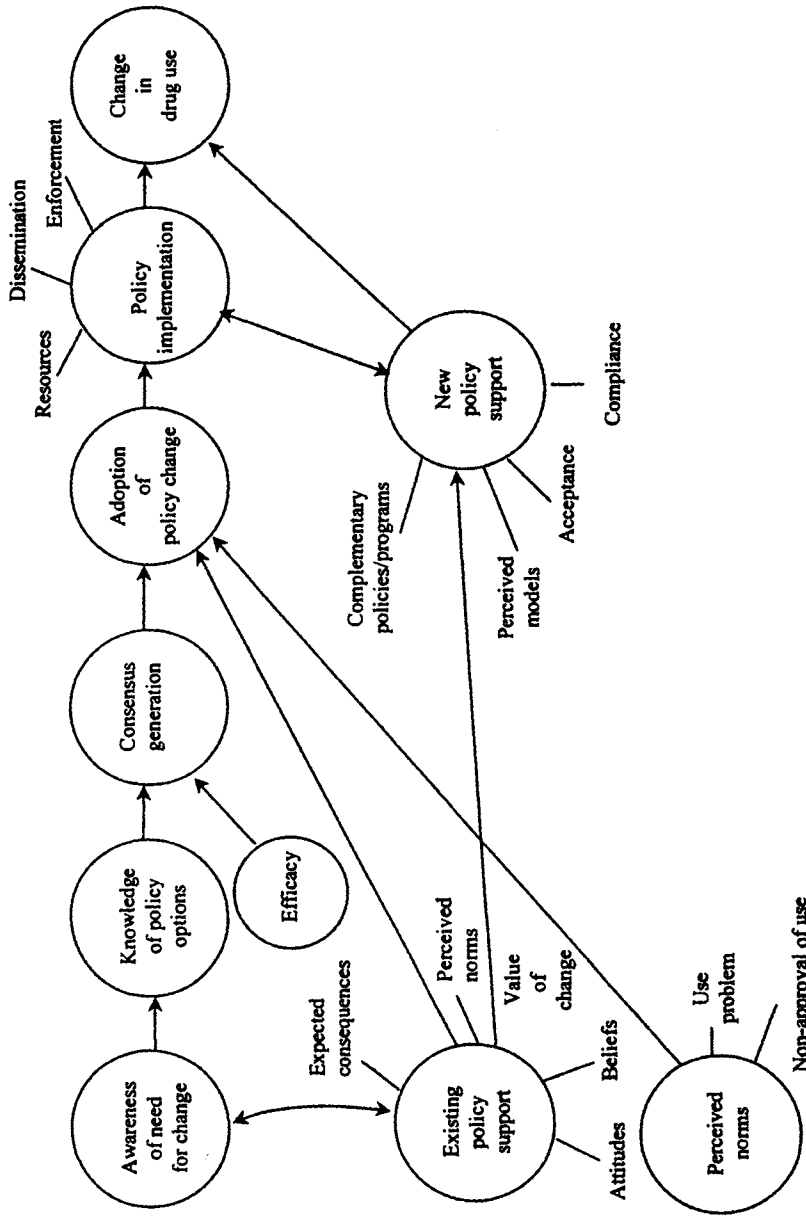 Awareness
of need
for change
Knowledge
of policy
options
Consensus
generation
Adoption
of
policy change
Policy
implementation
Change
in
drug use
Resources
Dissemination
Enforcement
Efficacy
Expected
consequences
Existing
policy
support
Perceived
norms
Value
of
change
Beliefs
Attitudes
Complementary
policies/programs
New
policy
support
Perceived
models
Acceptance
Compliance
Perceived
norms
Use
problem
Non-approval of use